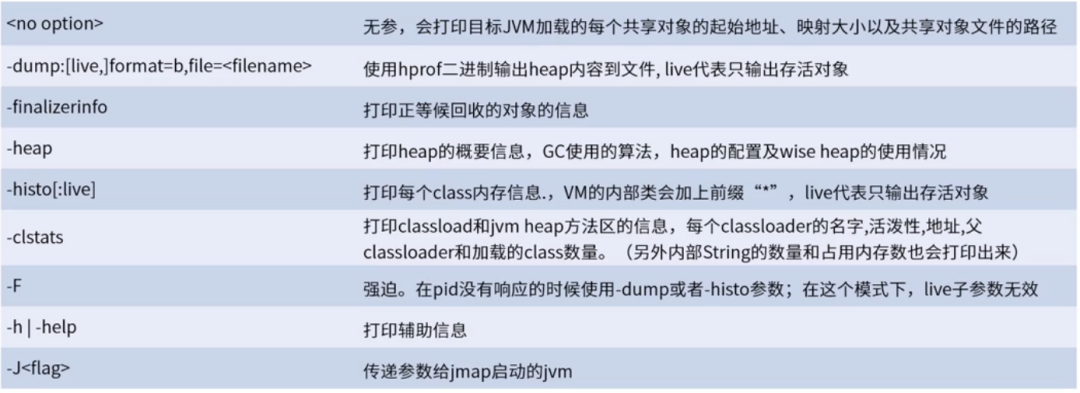 <no option>
无参，会打印目标JVM加载的每个共享对象的起始地址、映射大小以及共享对象文件的路径
-dump:[live,]format=b,file=<filename>
使用hprof二进制输出heap内容到文件, live代表只输出存活对象
-finalizerinfo
打印正等候回收的对象的信息
-heap
打印heap的概要信息，GC使用的算法，heap的配置及wise heap的使用情况
-histo[:live]
打印每个class内存信息.，VM的内部类会加上前缀“*”，live代表只输出存活对象
-clstats
打印classload和jvm heap方法区的信息，每个classloader的名字,活泼性,地址,父
classloader和加载的class数量。（另外内部String的数量和占用内存数也会打印出来）
-F
强迫。在pid没有响应的时候使用-dump或者-histo参数；在这个模式下，live子参数无效
-h | -help
打印辅助信息
-J<flag>
传递参数给jmap启动的jvm